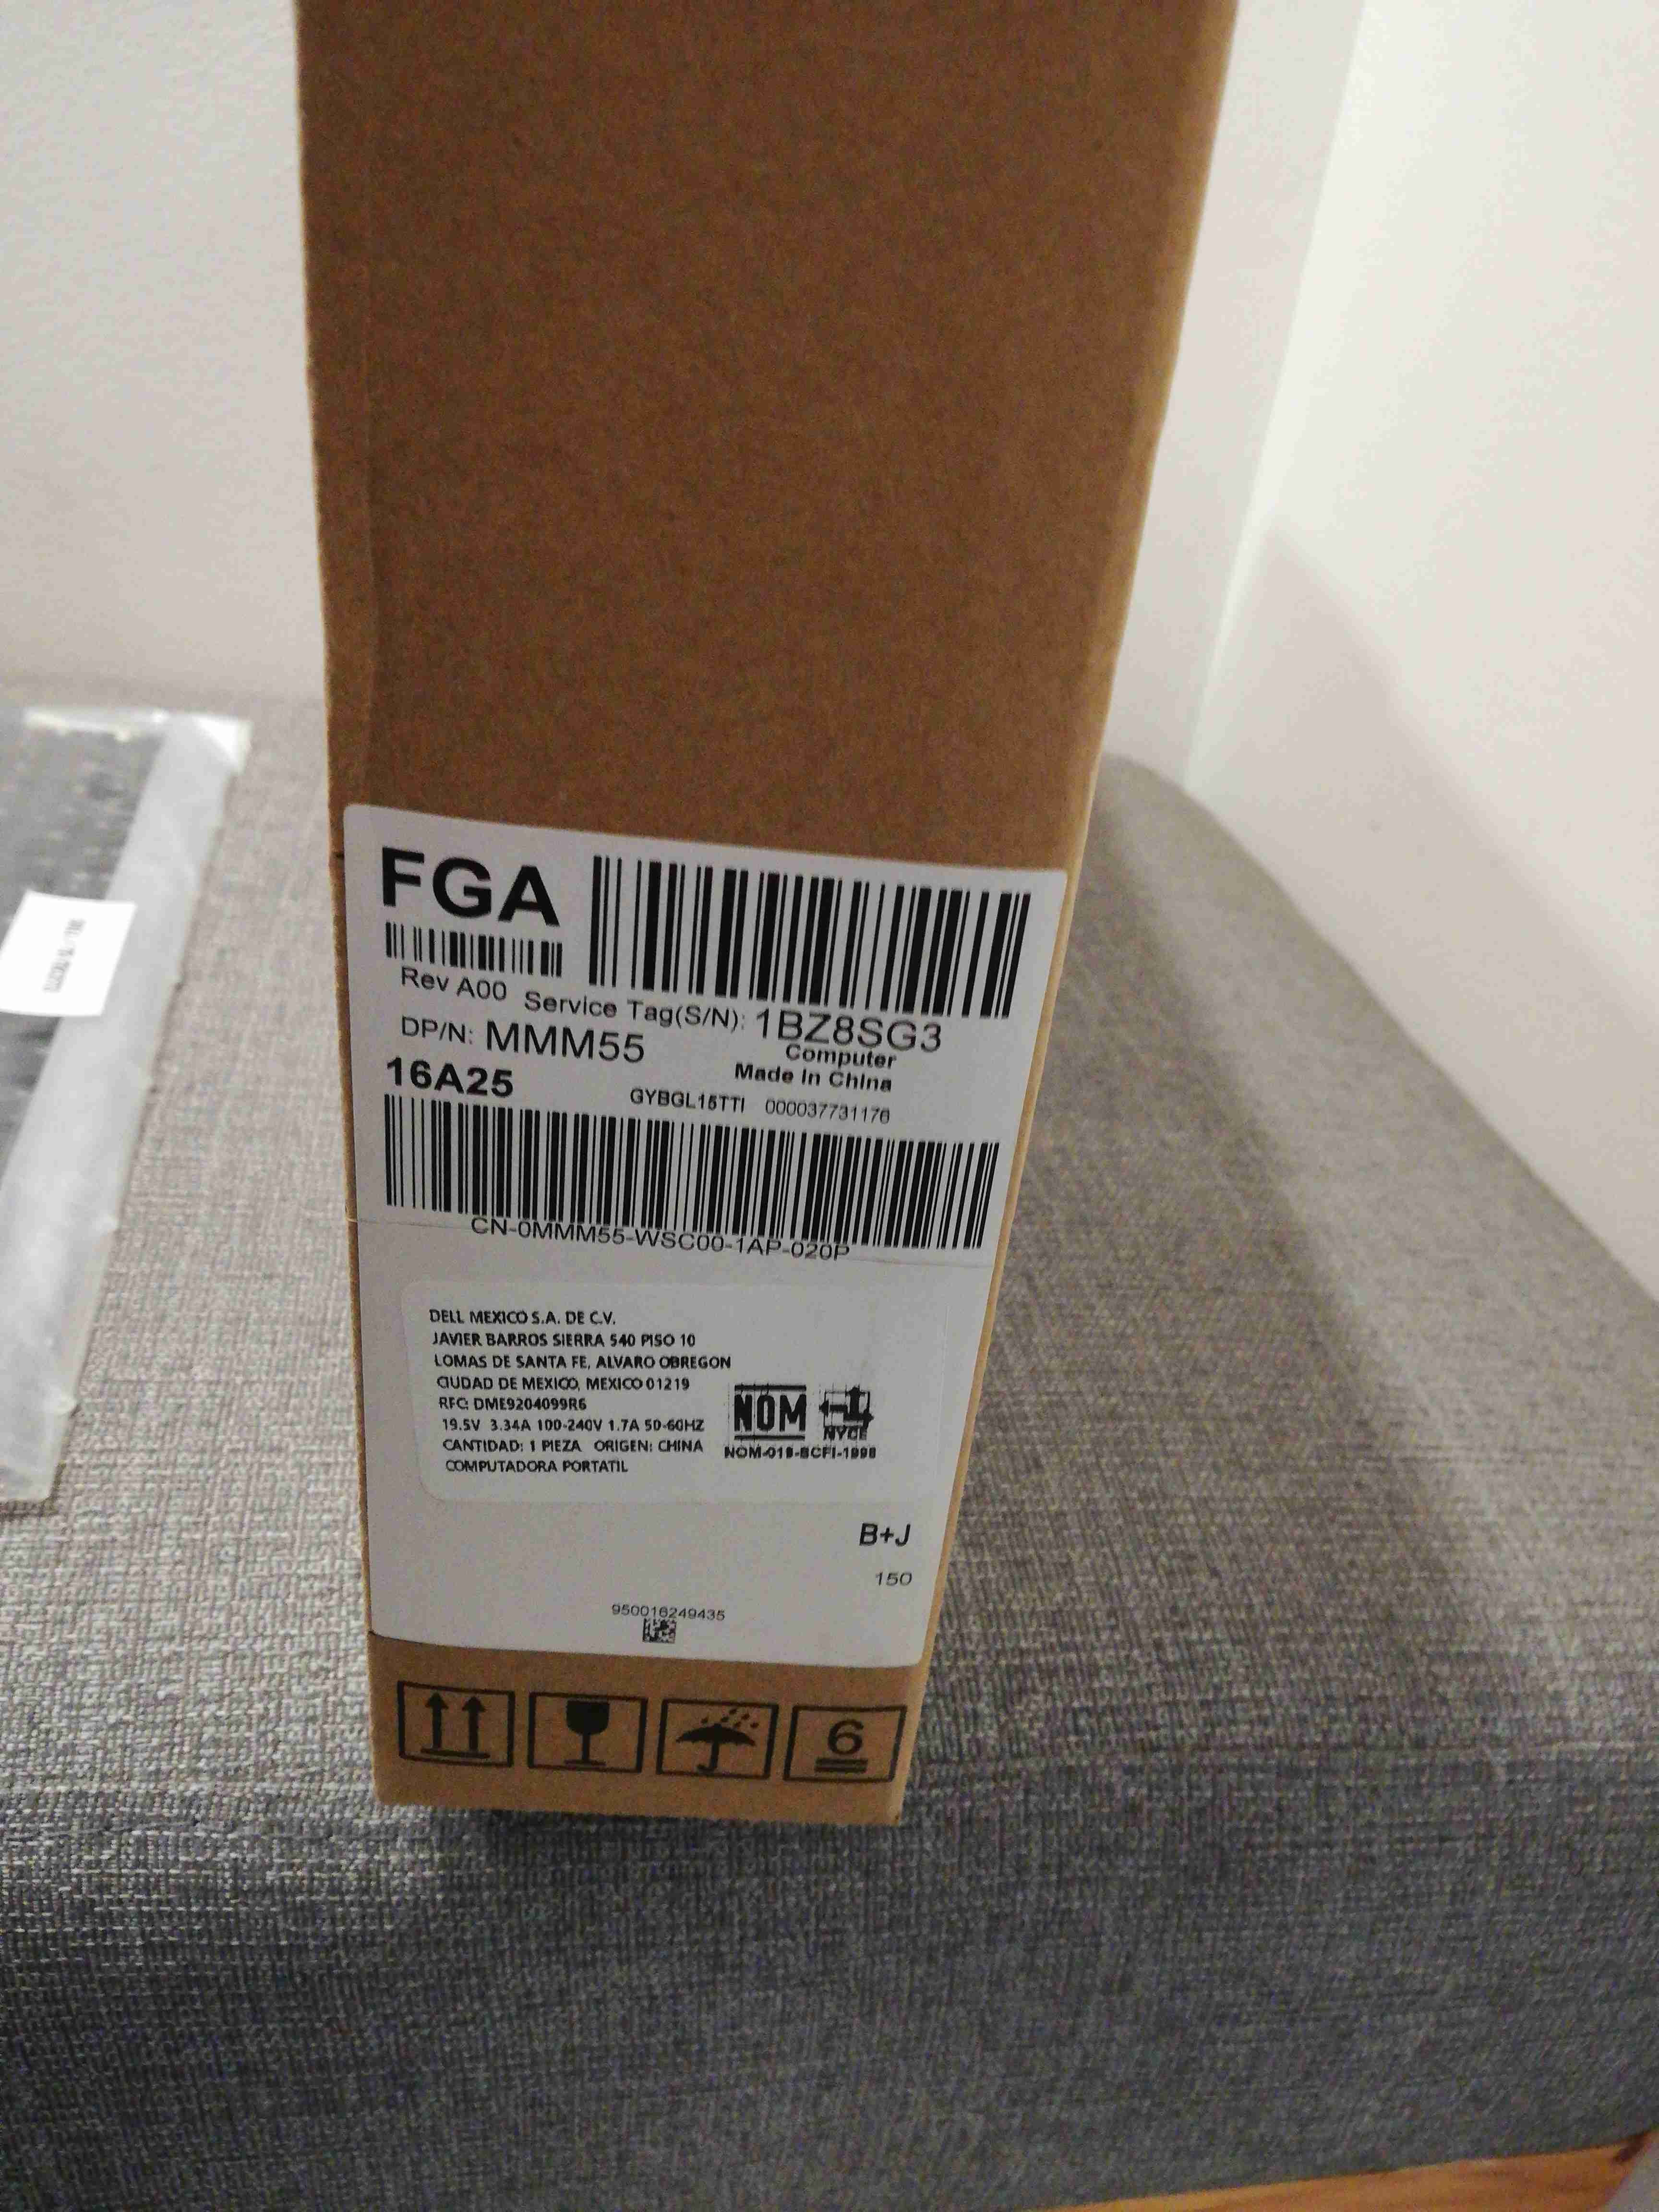 FGA
Rev A00
Service Tag(S/N): 1BZ8SG3
DP/N: MMM55
Computer
Made In China
16A25
GYBGL15TTI 000037731176
CN-0MMM55-WSC00-1AP-020P
DELL MEXICO S.A. DE C.V.
JAVIER BARROS SIERRA 540 PISO 10
LOMAS DE SANTA FE, ALVARO OBREGON
CIUDAD DE MEXICO, MEXICO 01219
RFC: DME9204099R6
19.5V 3.34A 100-240V 1.7A 50-60HZ
CANTIDAD: 1 PIEZA ORIGEN: CHINA
COMPUTADORA PORTATIL
NOM
NYCE
NOM-019-SCFI-1998
B+J
150
950016249435
6